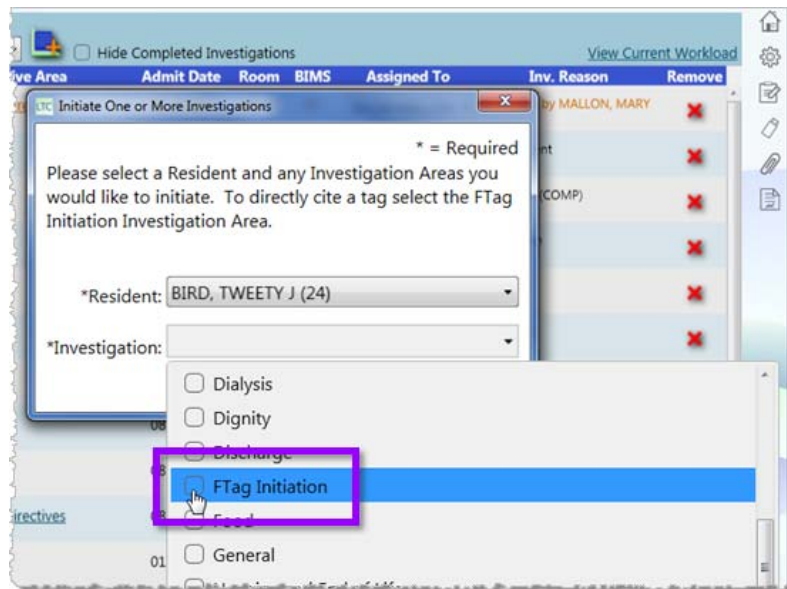 Hide Completed Investigations
View Current Workload
ive Area Admit Date Room BIMS Assigned To Inv. Reason Remove
LTC Initiate One or More Investigations
by MALLON, MARY
* = Required
Please select a Resident and any Investigation Areas you
would like to initiate. To directly cite a tag select the FTag
Initiation Investigation Area.
nt
(COMP)
*Resident: BIRD, TWEETY J (24)
*Investigation:
Dialysis
08
Dignity
Discharge
08
FTag Initiation
irectives
08
Food
General
01